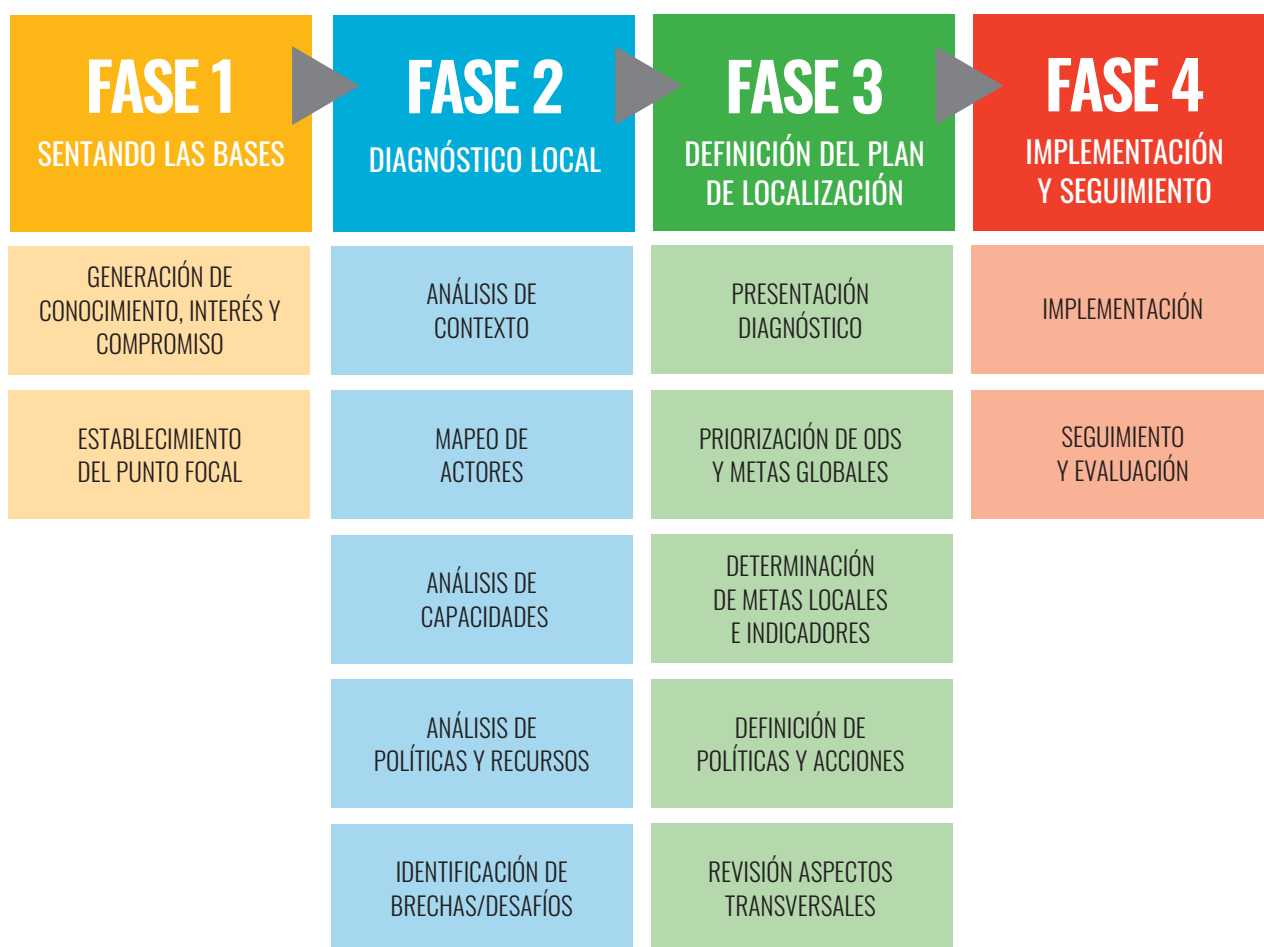 FASE 1
SENTANDO LAS BASES
GENERACIÓN DE
CONOCIMIENTO, INTERÉS Y
COMPROMISO
ESTABLECIMIENTO
DEL PUNTO FOCAL
FASE 2
DIAGNÓSTICO LOCAL
ANÁLISIS DE
CONTEXTO
MAPEO DE
ACTORES
ANÁLISIS DE
CAPACIDADES
ANÁLISIS DE
POLÍTICAS Y RECURSOS
IDENTIFICACIÓN DE
BRECHAS/DESAFÍOS
FASE 3
DEFINICIÓN DEL PLAN
DE LOCALIZACIÓN
PRESENTACIÓN
DIAGNÓSTICO
PRIORIZACIÓN DE ODS
Y METAS GLOBALES
DETERMINACIÓN
DE METAS LOCALES
E INDICADORES
DEFINICIÓN DE
POLÍTICAS Y ACCIONES
REVISIÓN ASPECTOS
TRANSVERSALES
FASE 4
IMPLEMENTACIÓN
Y SEGUIMIENTO
IMPLEMENTACIÓN
SEGUIMIENTO
Y EVALUACIÓN